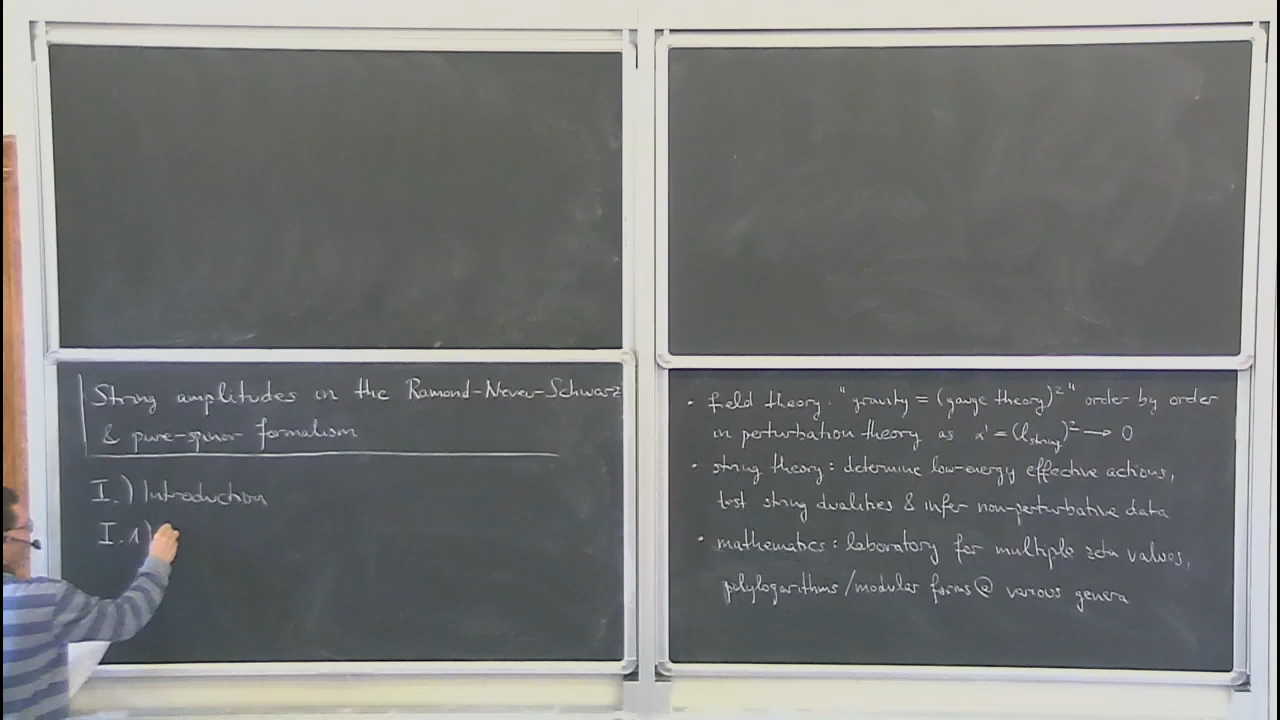 String amplitudes in the Ramond-Neveu-Schwarz
& pure-spinor formalism
I.) Introduction
I.1)
• field theory: "gravity = (gauge theory)²" order by order
in perturbation theory as α' = (l_string)² → 0
• string theory: determine low-energy effective actions,
test string dualities & infer non-perturbative data
• mathematics: laboratory for multiple zeta values,
polylogarithms/modular forms @ various genera